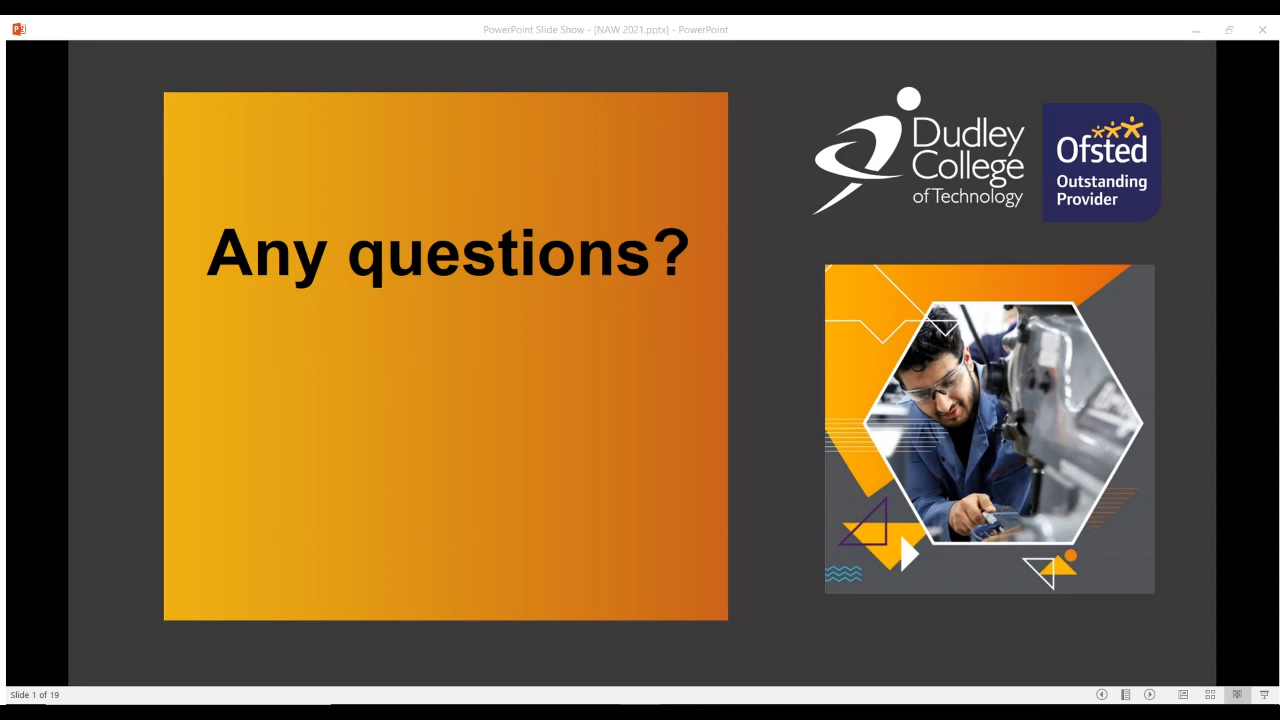 PowerPoint Slide Show - [NAW 2021.pptx] - PowerPoint
Any questions?
Dudley
College
of Technology
Ofsted
Outstanding
Provider
Slide 1 of 19